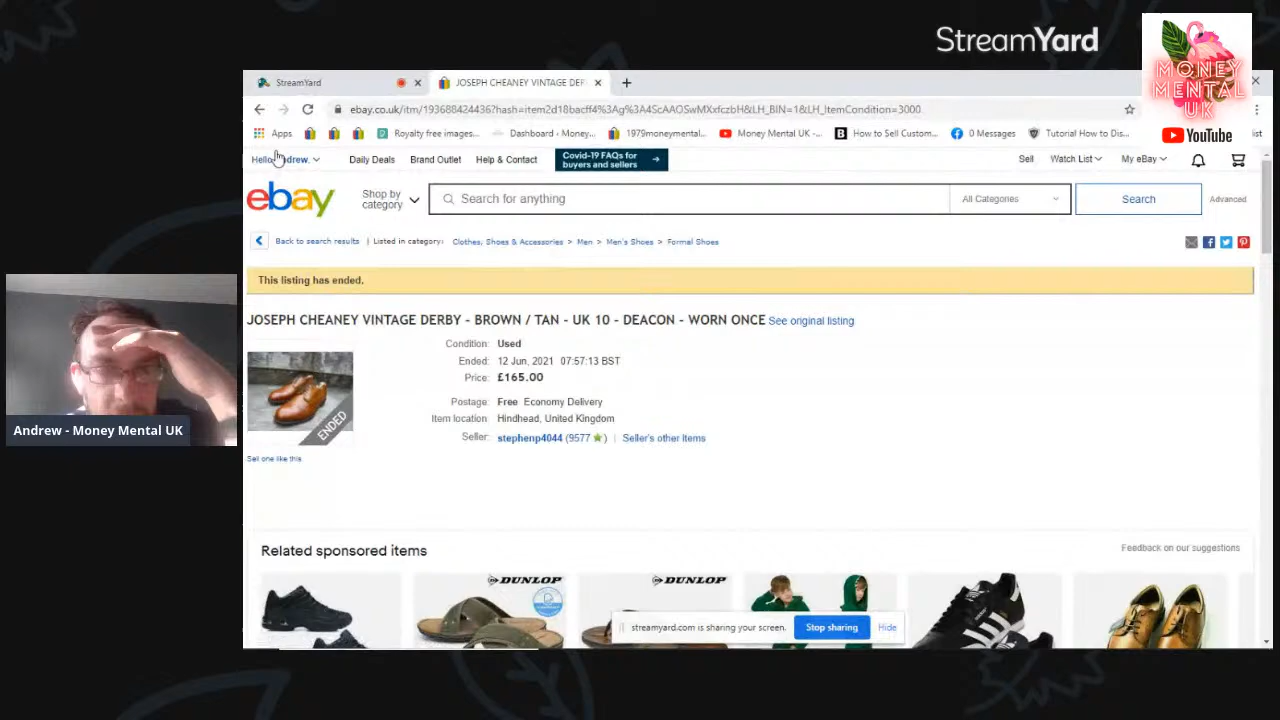 StreamYard
MONEY
MENTAL
UK
YouTube
StreamYard
JOSEPH CHEANEY VINTAGE DER
ebay.co.uk/itm/193688424436?hash=item2d18bacff4%3Ag%3A4ScAAOSwMXxfczbH&LH_BIN=1&LH_ItemCondition=3000
Apps
Royalty free images...
Dashboard ‹ Money...
1979moneymental...
Money Mental UK -...
How to Sell Custom...
0 Messages
Tutorial How to Dis...
Daily Deals
Brand Outlet
Help & Contact
Covid-19 FAQs for
buyers and sellers
Sell
Watch List
My eBay
ebay
Shop by
category
Search for anything
All Categories
Search
Advanced
Back to search results | Listed in category:
Clothes, Shoes & Accessories > Men > Men's Shoes > Formal Shoes
This listing has ended.
JOSEPH CHEANEY VINTAGE DERBY - BROWN / TAN - UK 10 - DEACON - WORN ONCE See original listing
Condition: Used
Ended: 12 Jun, 2021 07:57:13 BST
Price: £165.00
Postage: Free Economy Delivery
Item location: Hindhead, United Kingdom
Seller: stephenp4044 (9577 ) | Seller's other items
ENDED
Sell one like this
Andrew - Money Mental UK
Related sponsored items
Feedback on our suggestions
DUNLOP
DUNLOP
streamyard.com is sharing your screen.
Stop sharing
Hide